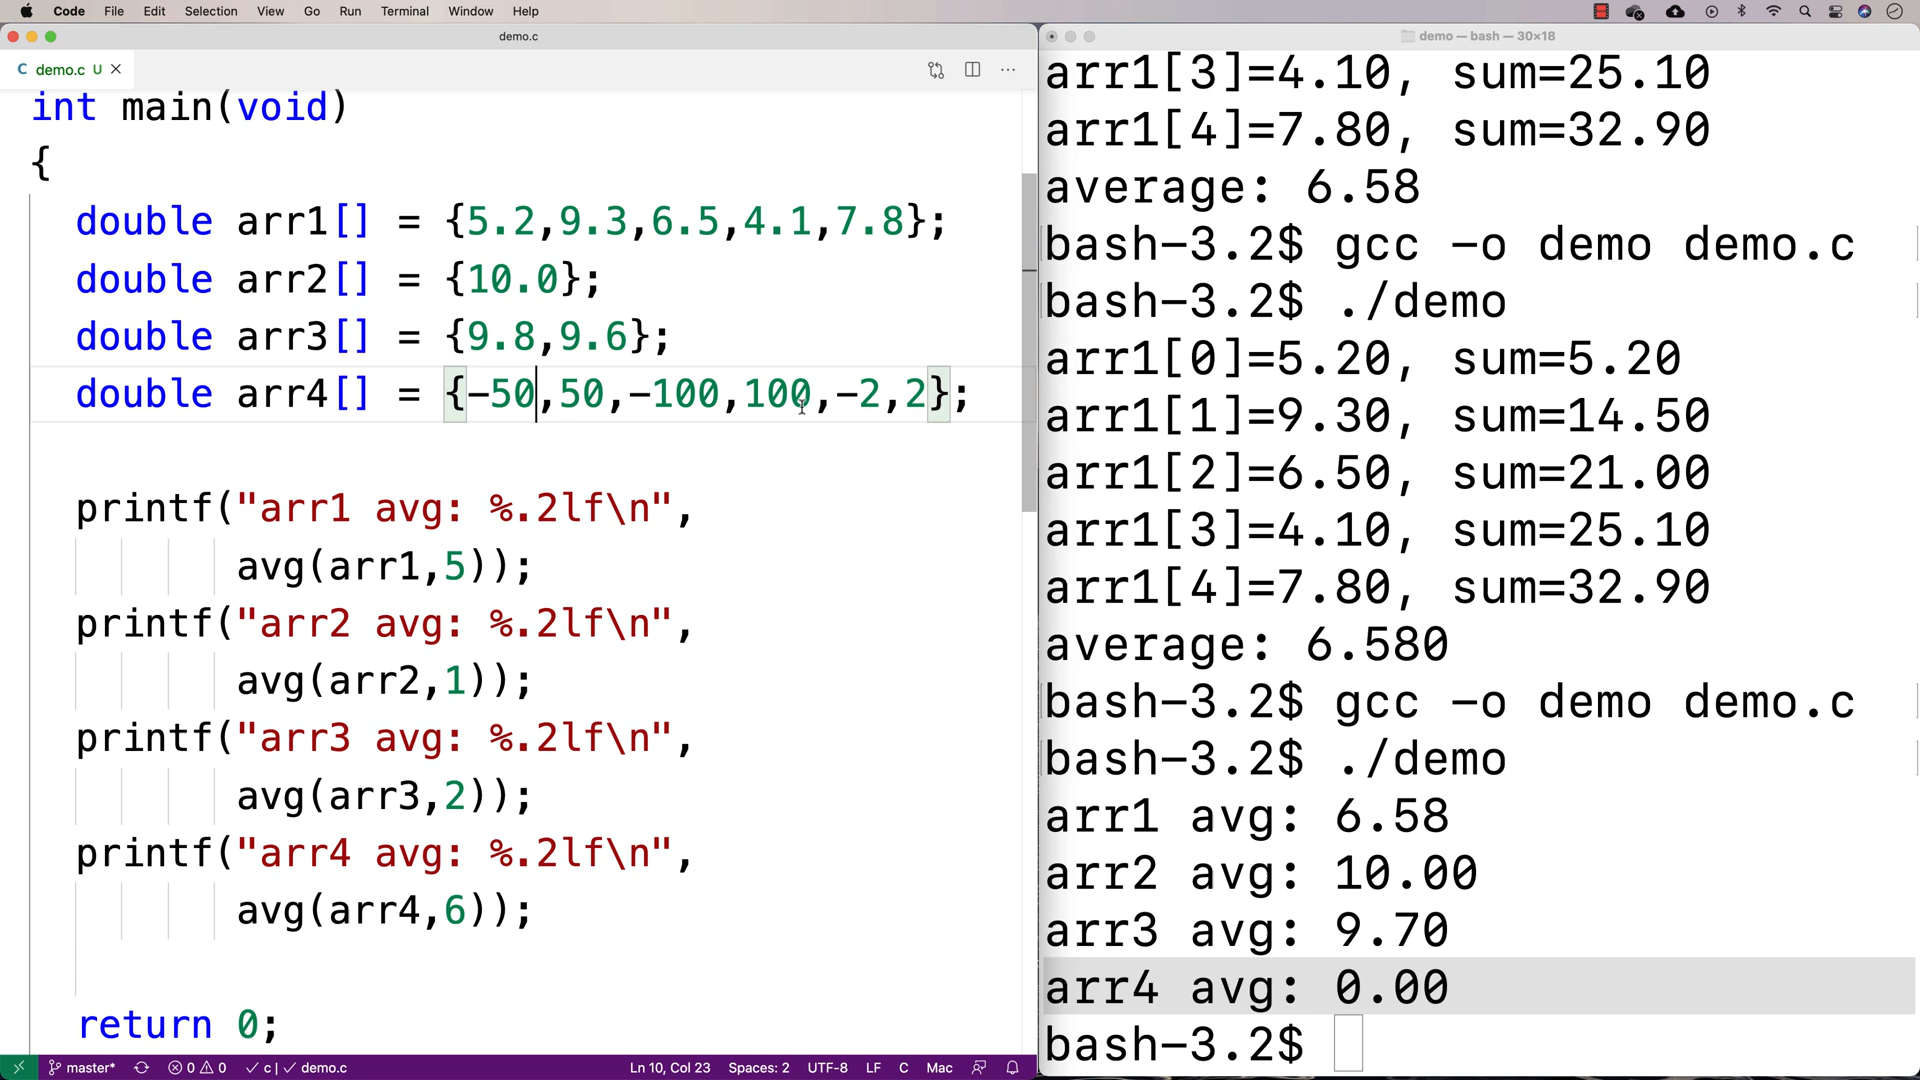 Code File Edit Selection View Go Run Terminal Window Help
demo.c
C demo.c U
int main(void)
{
double arr1[] = {5.2,9.3,6.5,4.1,7.8};
double arr2[] = {10.0};
double arr3[] = {9.8,9.6};
double arr4[] = {-50,50,-100,100,-2,2};
printf("arr1 avg: %.2lf\n",
avg(arr1,5));
printf("arr2 avg: %.2lf\n",
avg(arr2,1));
printf("arr3 avg: %.2lf\n",
avg(arr3,2));
printf("arr4 avg: %.2lf\n",
avg(arr4,6));
return 0;
master* 0 0 c | demo.c Ln 10, Col 23 Spaces: 2 UTF-8 LF C Mac
demo — bash — 30×18
arr1[3]=4.10, sum=25.10
arr1[4]=7.80, sum=32.90
average: 6.58
bash-3.2$ gcc -o demo demo.c
bash-3.2$ ./demo
arr1[0]=5.20, sum=5.20
arr1[1]=9.30, sum=14.50
arr1[2]=6.50, sum=21.00
arr1[3]=4.10, sum=25.10
arr1[4]=7.80, sum=32.90
average: 6.580
bash-3.2$ gcc -o demo demo.c
bash-3.2$ ./demo
arr1 avg: 6.58
arr2 avg: 10.00
arr3 avg: 9.70
arr4 avg: 0.00
bash-3.2$